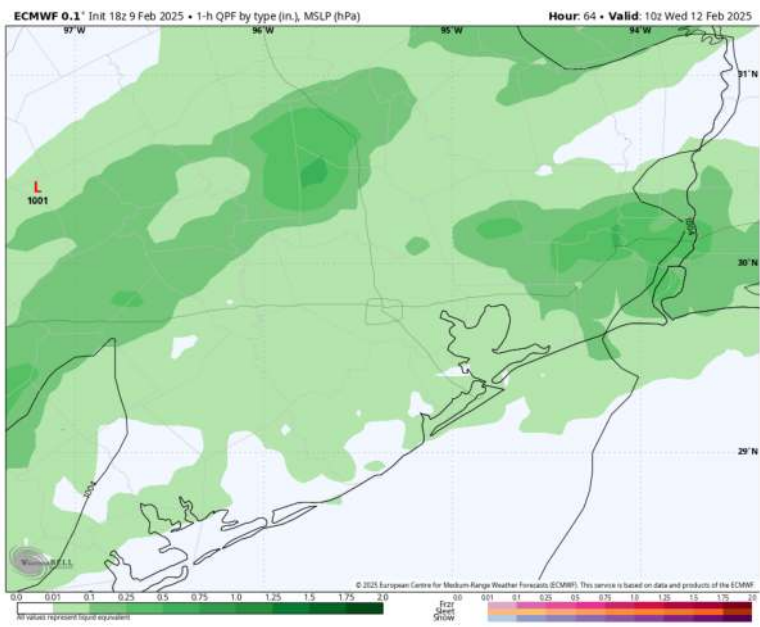 ECMWF 0.1° Init 18z 9 Feb 2025 • 1-h QPF by type (in.), MSLP (hPa)
Hour: 64 • Valid: 10z Wed 12 Feb 2025
97°W 96°W 95°W 94°W
31°N
L
1001
1004
30°N
29°N
1004
WeatherBELL
© 2025 European Centre for Medium-Range Weather Forecasts (ECMWF). This service is based on data and products of the ECMWF
0.0 0.01 0.1 0.25 0.5 0.75 1.0 1.25 1.5 1.75 2.0
0.0 0.01 0.1 0.25 0.5 0.75 1.0 1.25 1.5 1.75 2.0
All values represent liquid equivalent
Frzr
Sleet
Snow